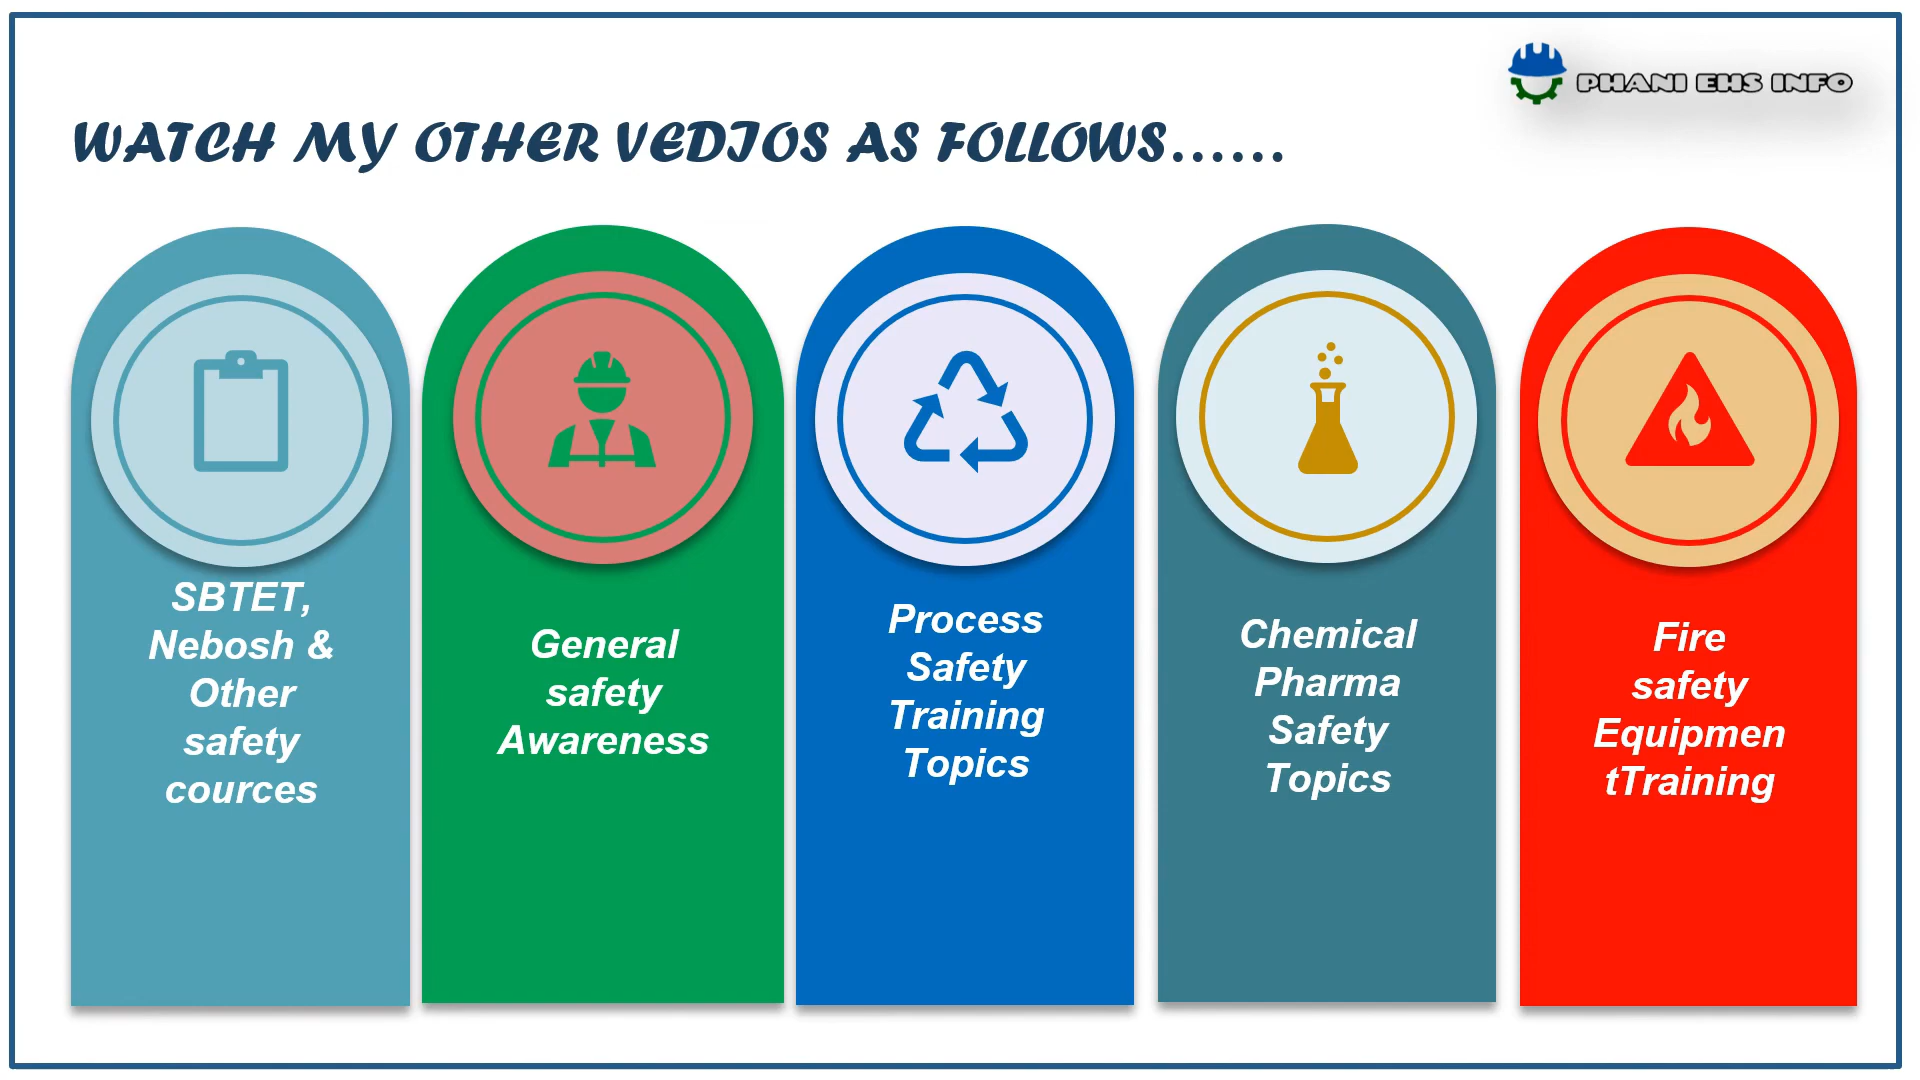 PHANI EHS INFO
WATCH MY OTHER VEDIOS AS FOLLOWS......
SBTET,
Nebosh &
Other
safety
cources
General
safety
Awareness
Process
Safety
Training
Topics
Chemical
Pharma
Safety
Topics
Fire
safety
Equipmen
tTraining